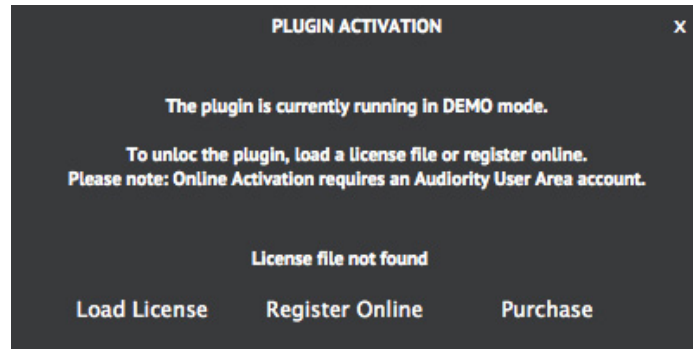 PLUGIN ACTIVATION
X
The plugin is currently running in DEMO mode.
To unloc the plugin, load a license file or register online.
Please note: Online Activation requires an Audiority User Area account.
License file not found
Load License
Register Online
Purchase